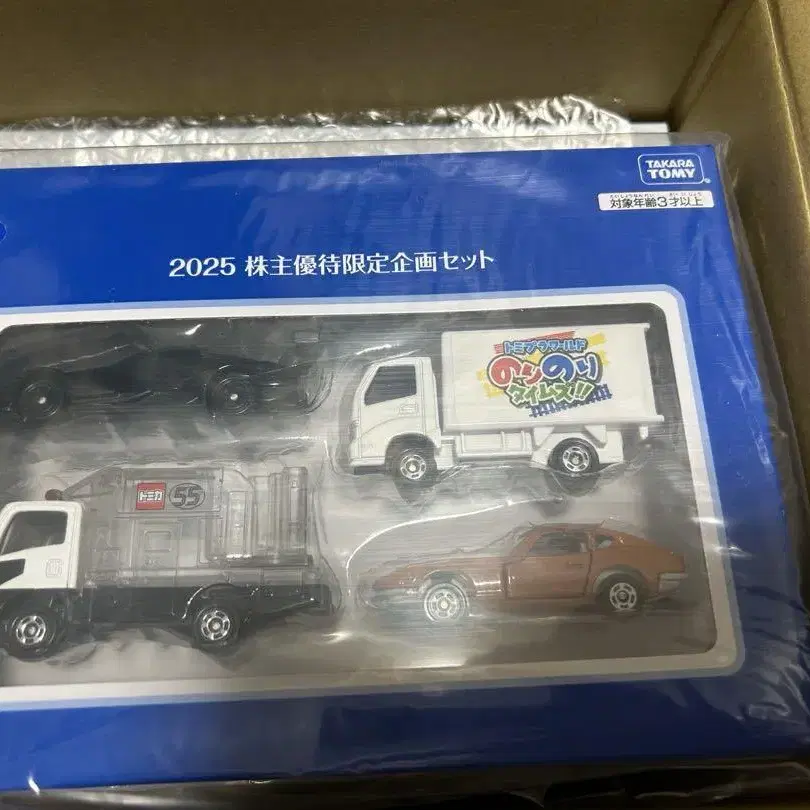 TAKARA
TOMY
対象年齢3才以上
2025 株主優待限定企画セット
トミプラワールド
のりのり
タイムズ!!
トミカ
55